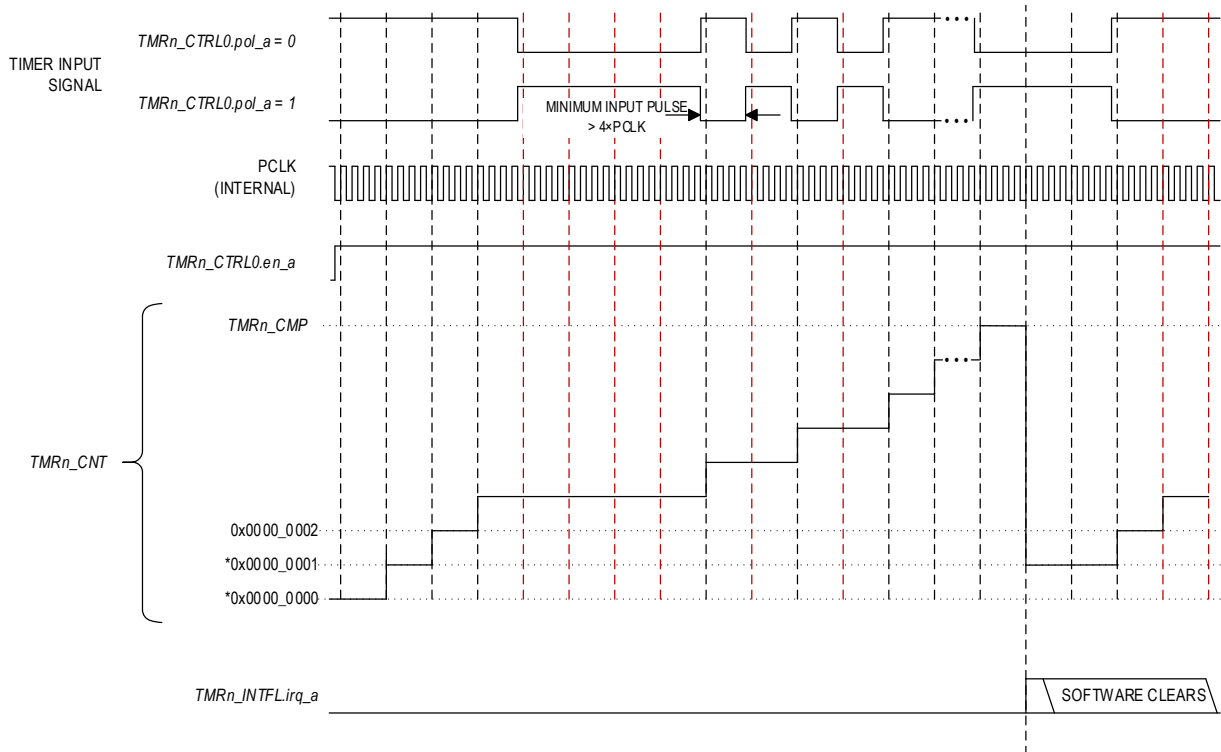 TMRn_CTRL0.pol_a = 0
TIMER INPUT
SIGNAL
TMRn_CTRL0.pol_a = 1
MINIMUM INPUT PULSE
> 4×PCLK
PCLK
(INTERNAL)
TMRn_CTRL0.en_a
TMRn_CMP
TMRn_CNT
0x0000_0002
*0x0000_0001
*0x0000_0000
TMRn_INTFL.irq_a
SOFTWARE CLEARS